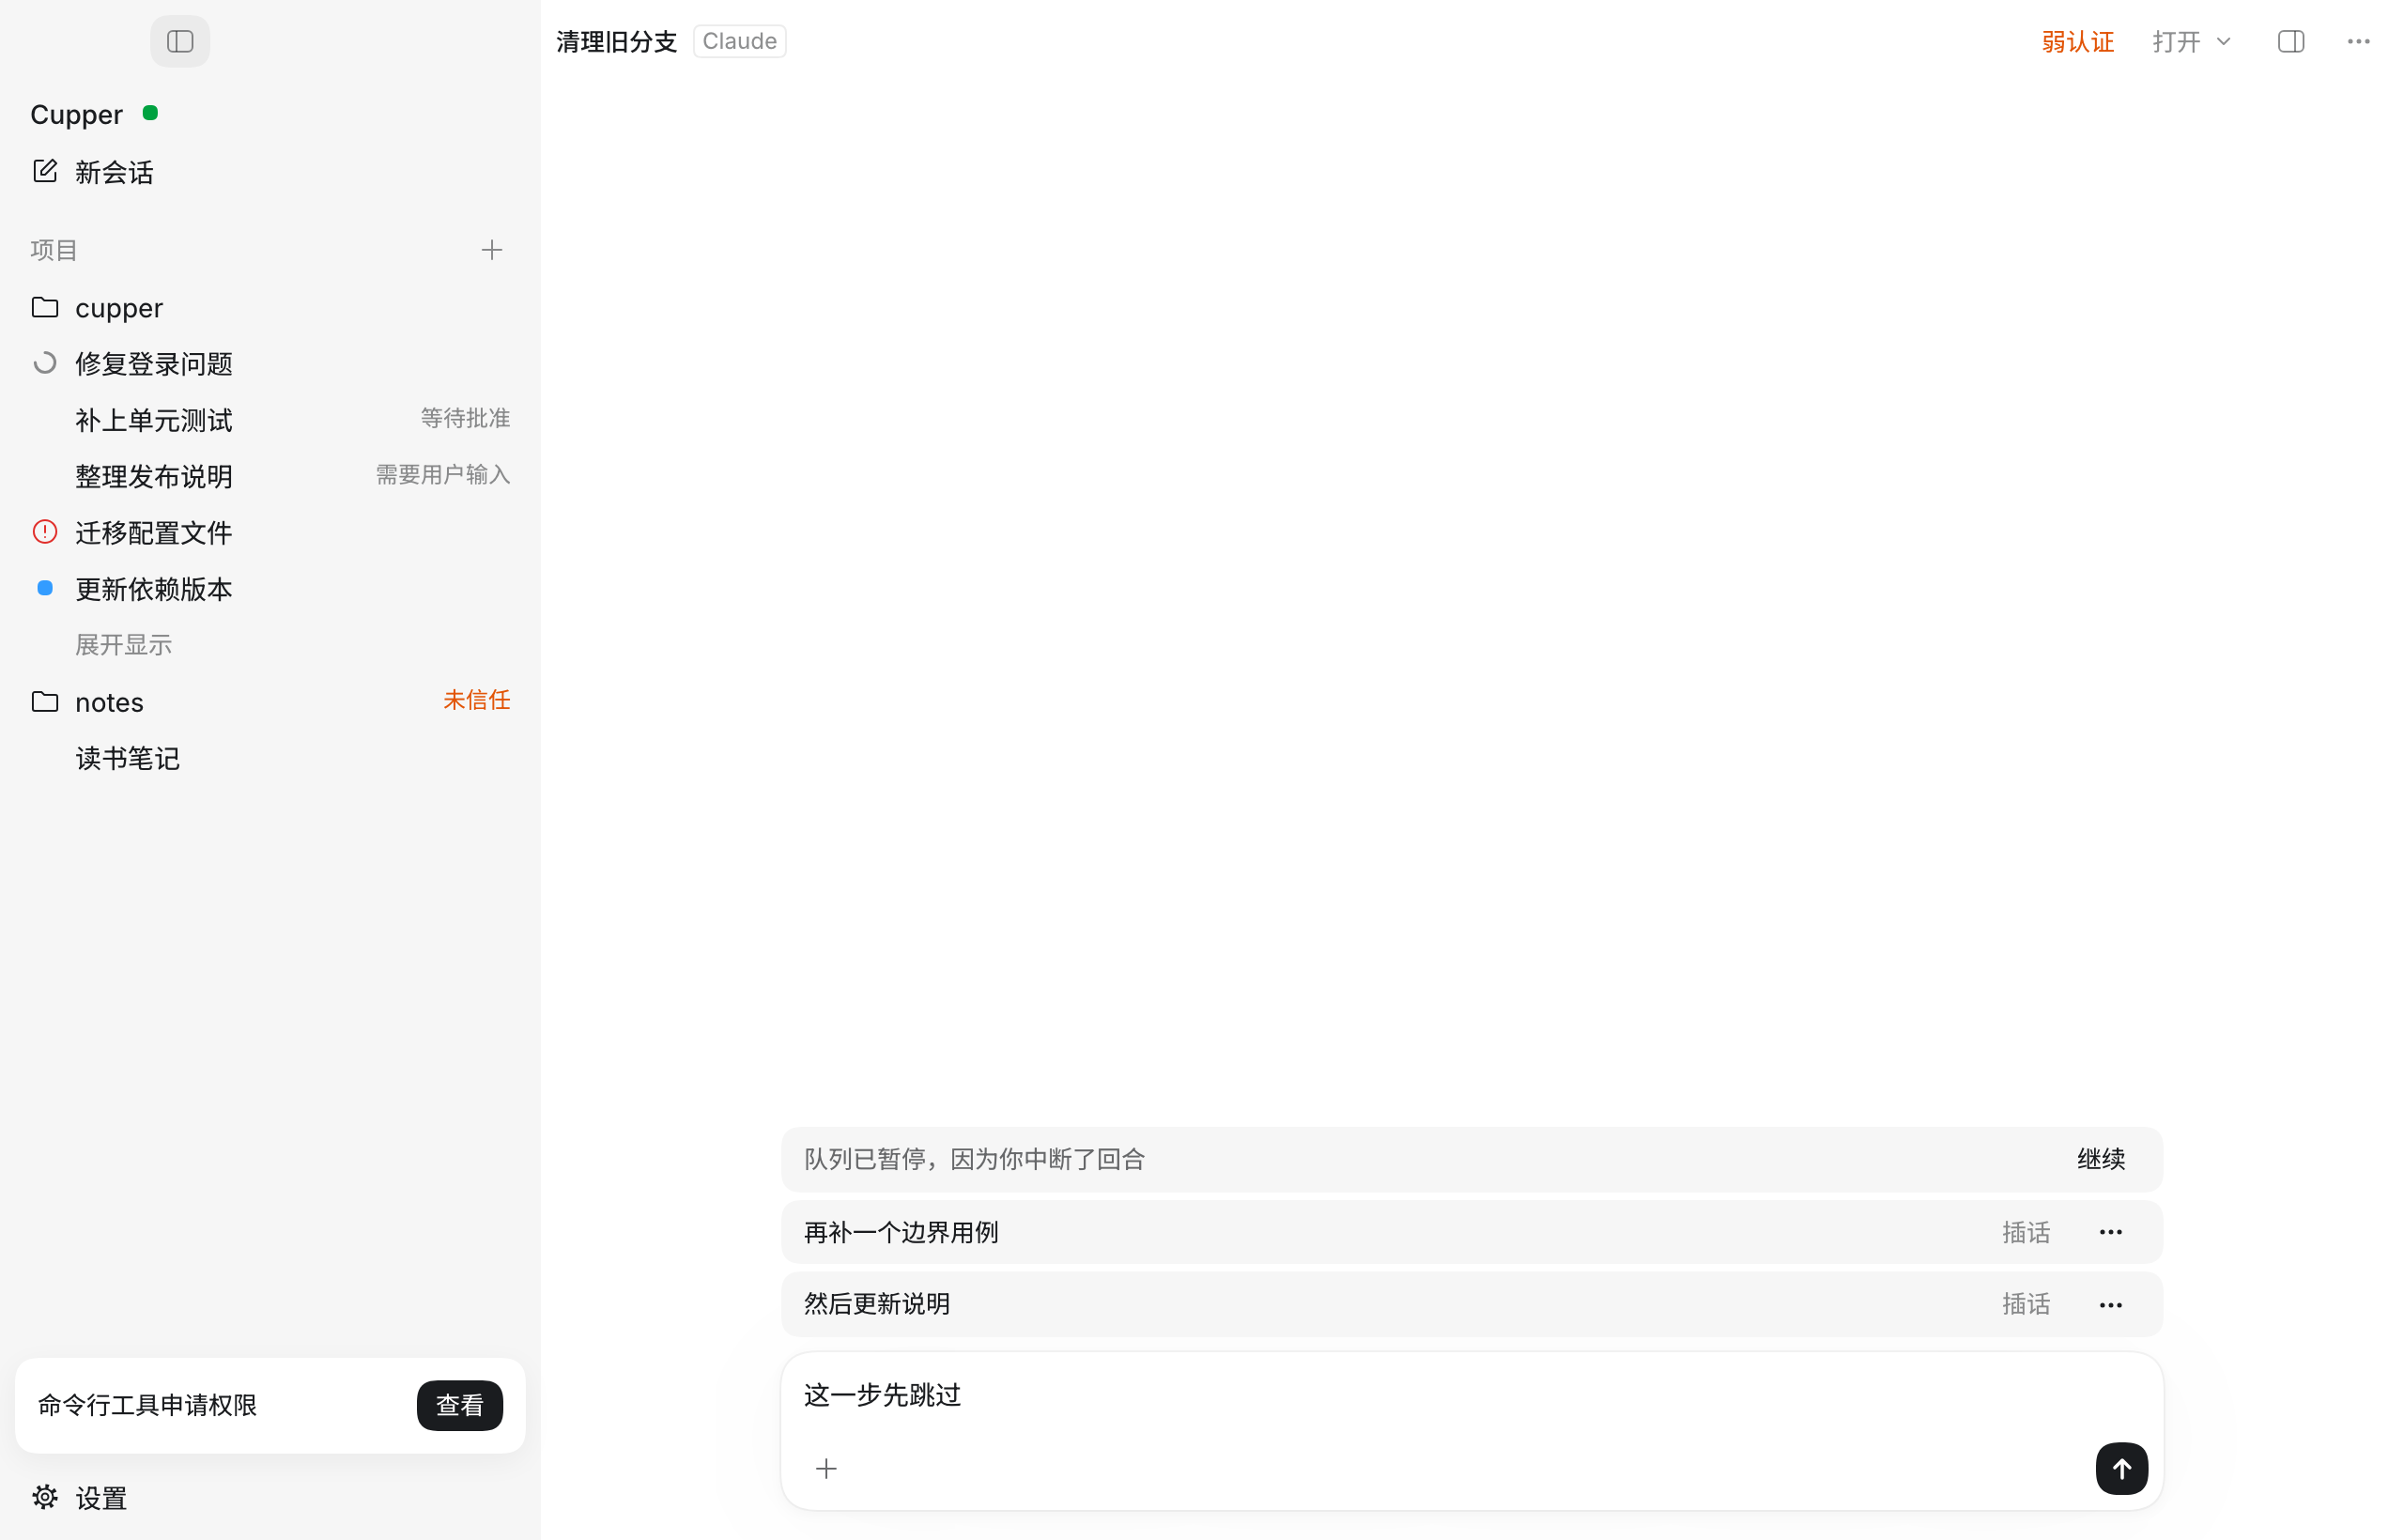 Cupper
新会话
项目
cupper
修复登录问题
补上单元测试 等待批准
整理发布说明 需要用户输入
迁移配置文件
更新依赖版本
展开显示
notes 未信任
读书笔记
命令行工具申请权限 查看
设置
清理旧分支 Claude 弱认证 打开
队列已暂停，因为你中断了回合 继续
再补一个边界用例 插话
然后更新说明 插话
这一步先跳过